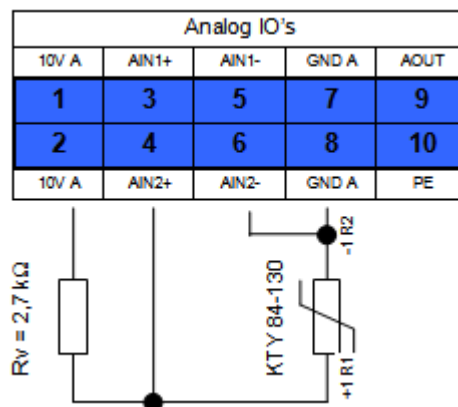 Analog IO's
10V A AIN1+ AIN1- GND A AOUT
1 3 5 7 9
2 4 6 8 10
10V A AIN2+ AIN2- GND A PE
Rv = 2,7 kΩ
KTY 84-130
-1 R2
+1 R1